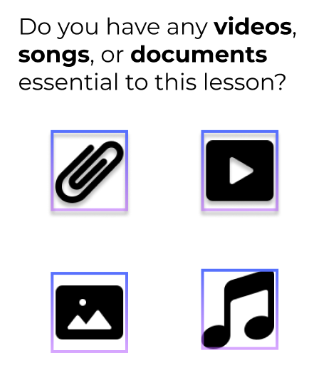 Do you have any videos,
songs, or documents
essential to this lesson?